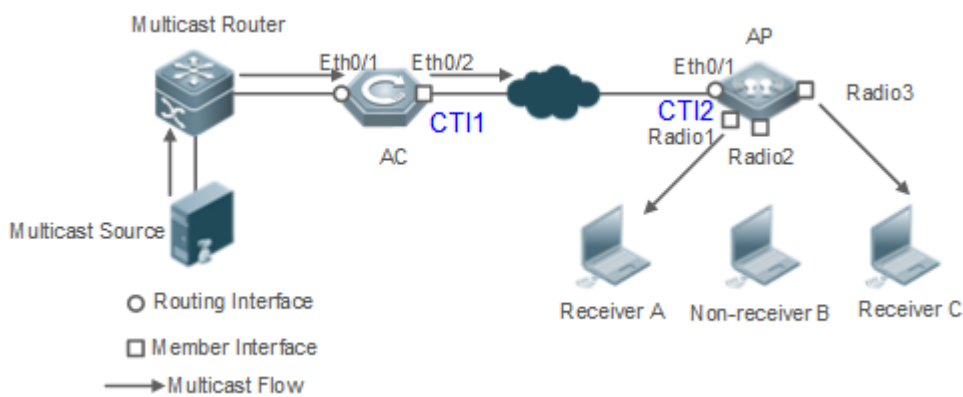 Multicast Router
Eth0/1
Eth0/2
CTI1
AC
AP
Eth0/1
CTI2
Radio1
Radio2
Radio3
Multicast Source
Receiver A
Non-receiver B
Receiver C
Routing Interface
Member Interface
Multicast Flow